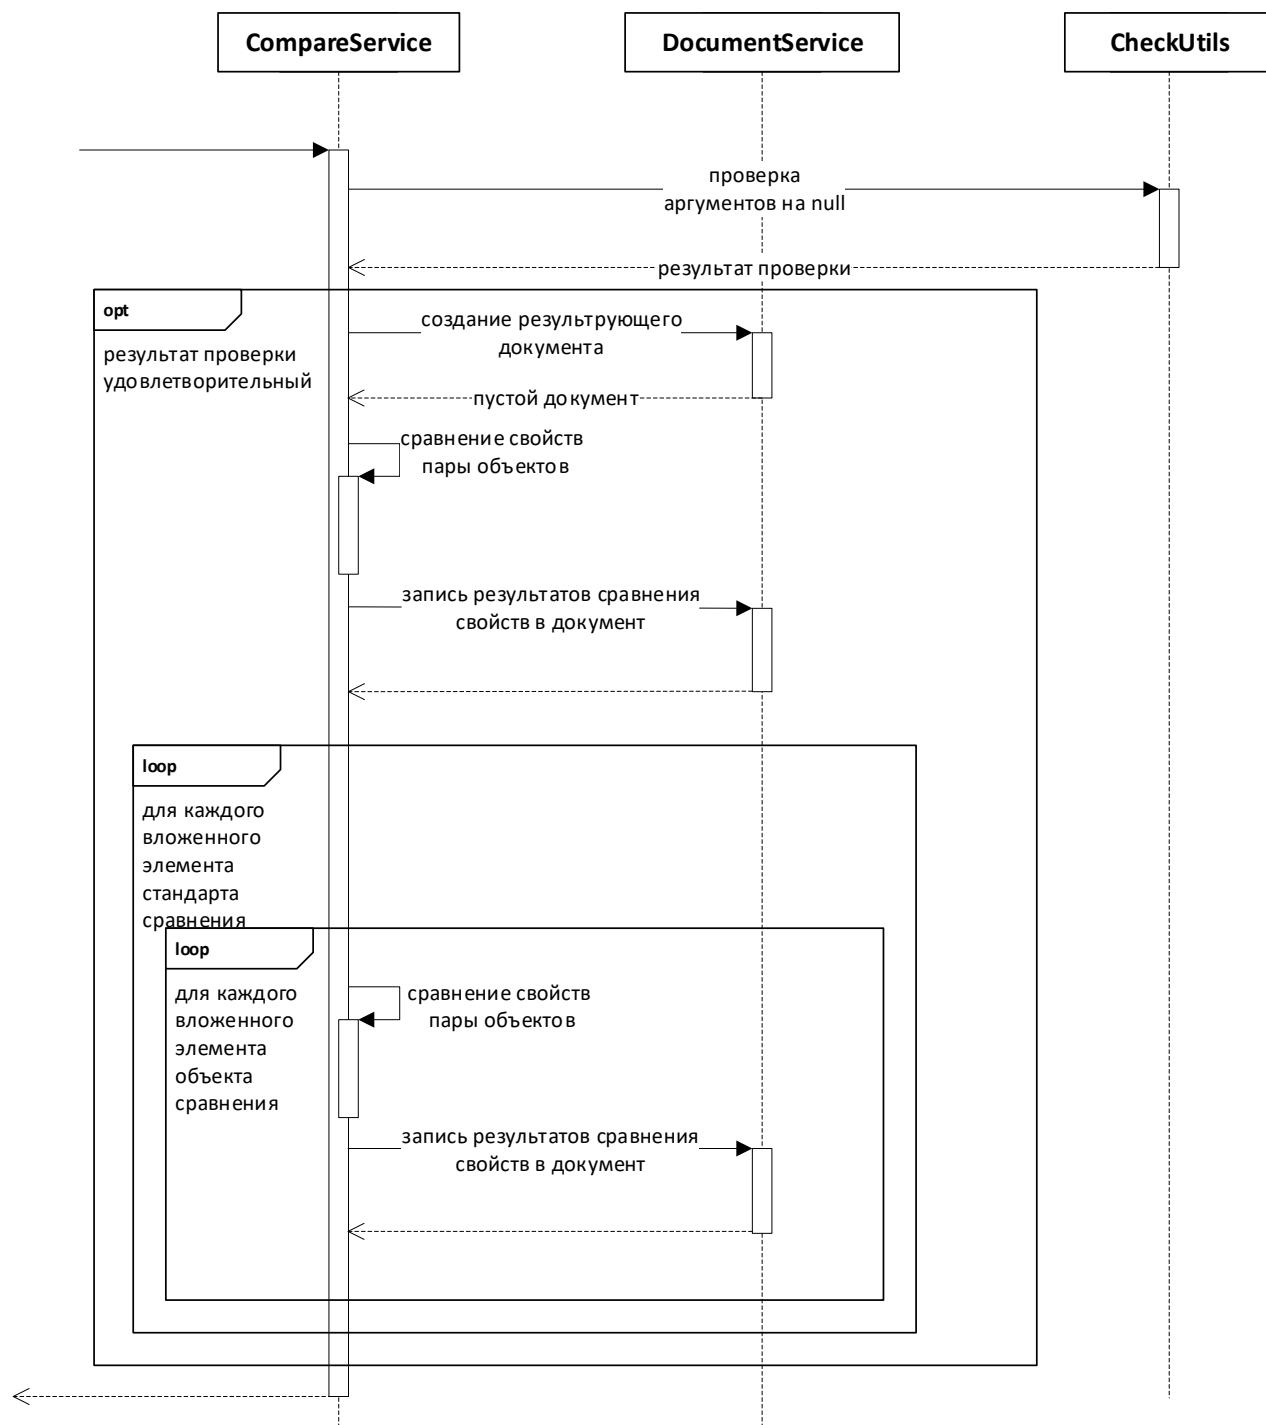 CompareService
DocumentService
CheckUtils
проверка
аргументов на null
результат проверки
opt
результат проверки
удовлетворительный
создание результрующего
документа
пустой документ
сравнение свойств
пары объектов
запись результатов сравнения
свойств в документ
loop
для каждого
вложенного
элемента
стандарта
сравнения
loop
для каждого
вложенного
элемента
объекта
сравнения
сравнение свойств
пары объектов
запись результатов сравнения
свойств в документ